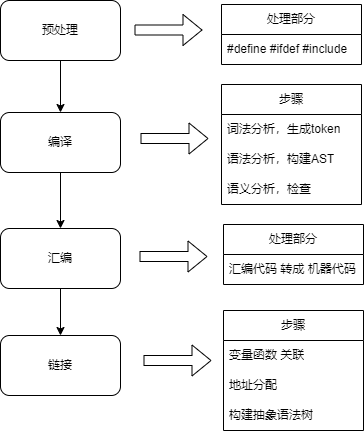 预处理
处理部分
#define #ifdef #include
编译
步骤
词法分析，生成token
语法分析，构建AST
语义分析，检查
汇编
处理部分
汇编代码 转成 机器代码
链接
步骤
变量函数 关联
地址分配
构建抽象语法树